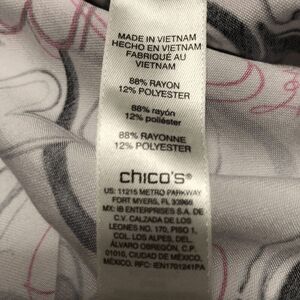 MADE IN VIETNAM
HECHO EN VIETNAM
FABRIQUÉ AU
VIETNAM
88% RAYON
12% POLYESTER
88% rayón
12% poliéster
88% RAYONNE
12% POLYESTER
chico's®
US: 11215 METRO PARKWAY
FORT MYERS, FL 33966
MX: IB ENTERPRISES S.A. DE
C.V. CALZADA DE LOS
LEONES NO. 170, PISO 1,
COL. LOS ALPES, DEL.
ÁLVARO OBREGÓN, C.P.
01010, CIUDAD DE MÉXICO,
MÉXICO. RFC: IEN1701241PA